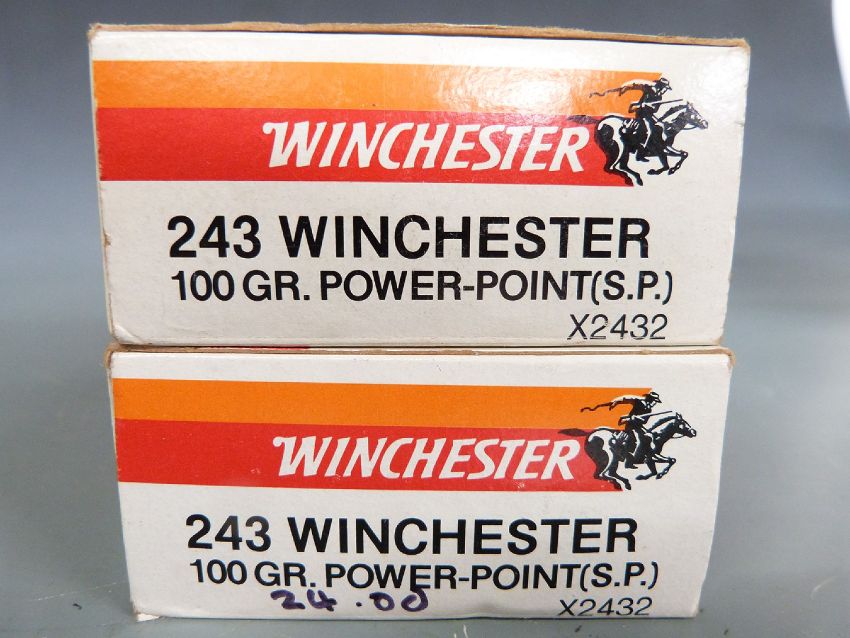 WINCHESTER
243 WINCHESTER
100 GR. POWER-POINT(S.P.)
X2432
WINCHESTER
243 WINCHESTER
100 GR. POWER-POINT(S.P.)
24.00
X2432